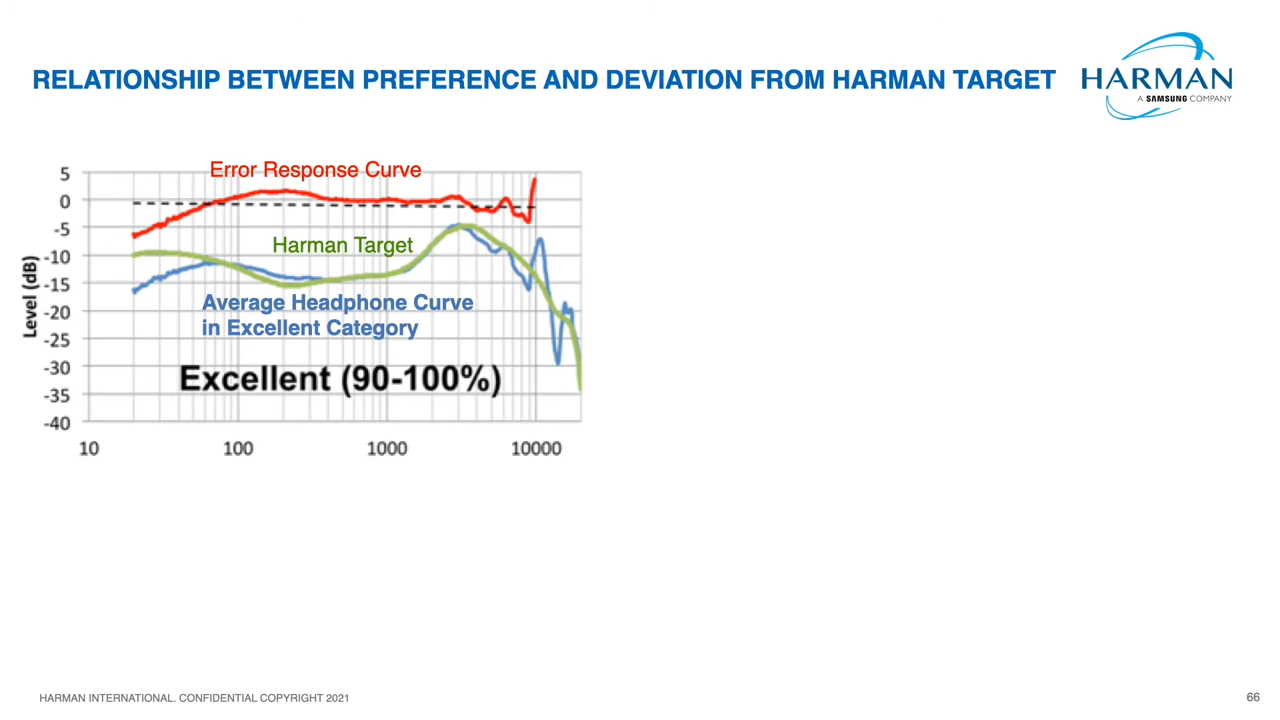 RELATIONSHIP BETWEEN PREFERENCE AND DEVIATION FROM HARMAN TARGET
HARMAN
A SAMSUNG COMPANY
Error Response Curve
Harman Target
Average Headphone Curve
in Excellent Category
Excellent (90-100%)
Level (dB)
5
0
-5
-10
-15
-20
-25
-30
-35
-40
10 100 1000 10000
HARMAN INTERNATIONAL. CONFIDENTIAL COPYRIGHT 2021
66